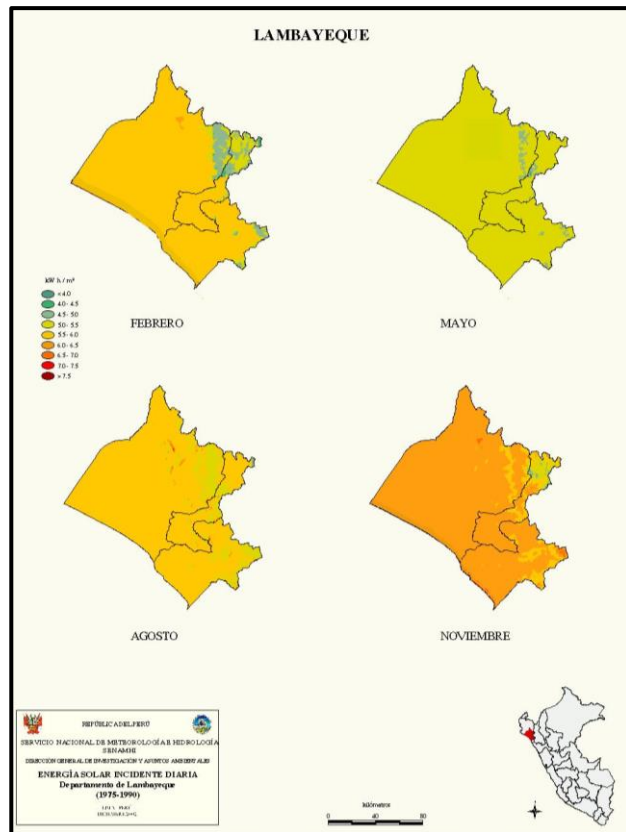 LAMBAYEQUE
kW h / m²
< 4.0
4.0 - 4.5
4.5 - 5.0
5.0 - 5.5
5.5 - 6.0
6.0 - 6.5
6.5 - 7.0
7.0 - 7.5
> 7.5
FEBRERO
MAYO
AGOSTO
NOVIEMBRE
REPÚBLICA DEL PERÚ
SERVICIO NACIONAL DE METEOROLOGÍA E HIDROLOGÍA
SENAMHI
DIRECCIÓN GENERAL DE INVESTIGACIÓN Y ASUNTOS AMBIENTALES
ENERGÍA SOLAR INCIDENTE DIARIA
Departamento de Lambayeque
(1975-1990)
kilómetros
0 40 80